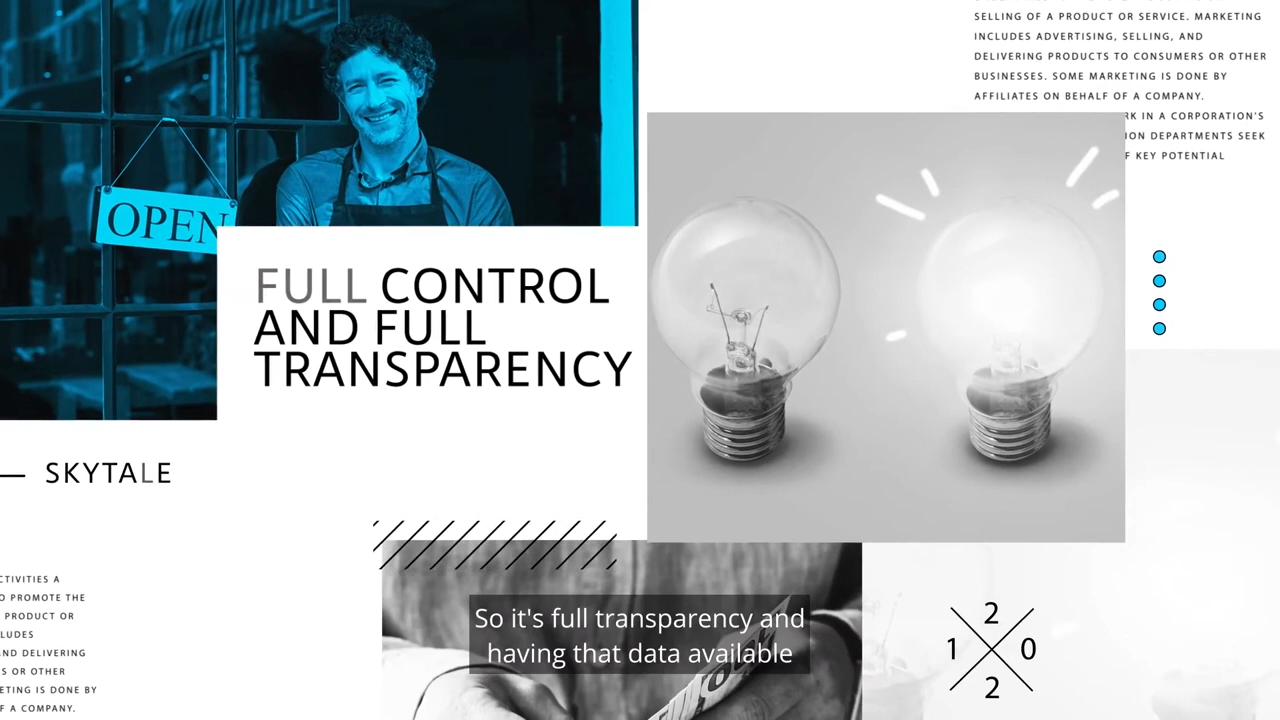 SELLING OF A PRODUCT OR SERVICE. MARKETING
INCLUDES ADVERTISING, SELLING, AND
DELIVERING PRODUCTS TO CONSUMERS OR OTHER
BUSINESSES. SOME MARKETING IS DONE BY
AFFILIATES ON BEHALF OF A COMPANY.
RK IN A CORPORATION'S
ION DEPARTMENTS SEEK
F KEY POTENTIAL
OPEN
FULL CONTROL
AND FULL
TRANSPARENCY
SKYTALE
CTIVITIES A
O PROMOTE THE
PRODUCT OR
LUDES
AND DELIVERING
S OR OTHER
ETING IS DONE BY
F A COMPANY.
So it's full transparency and
having that data available
2
1 0
2